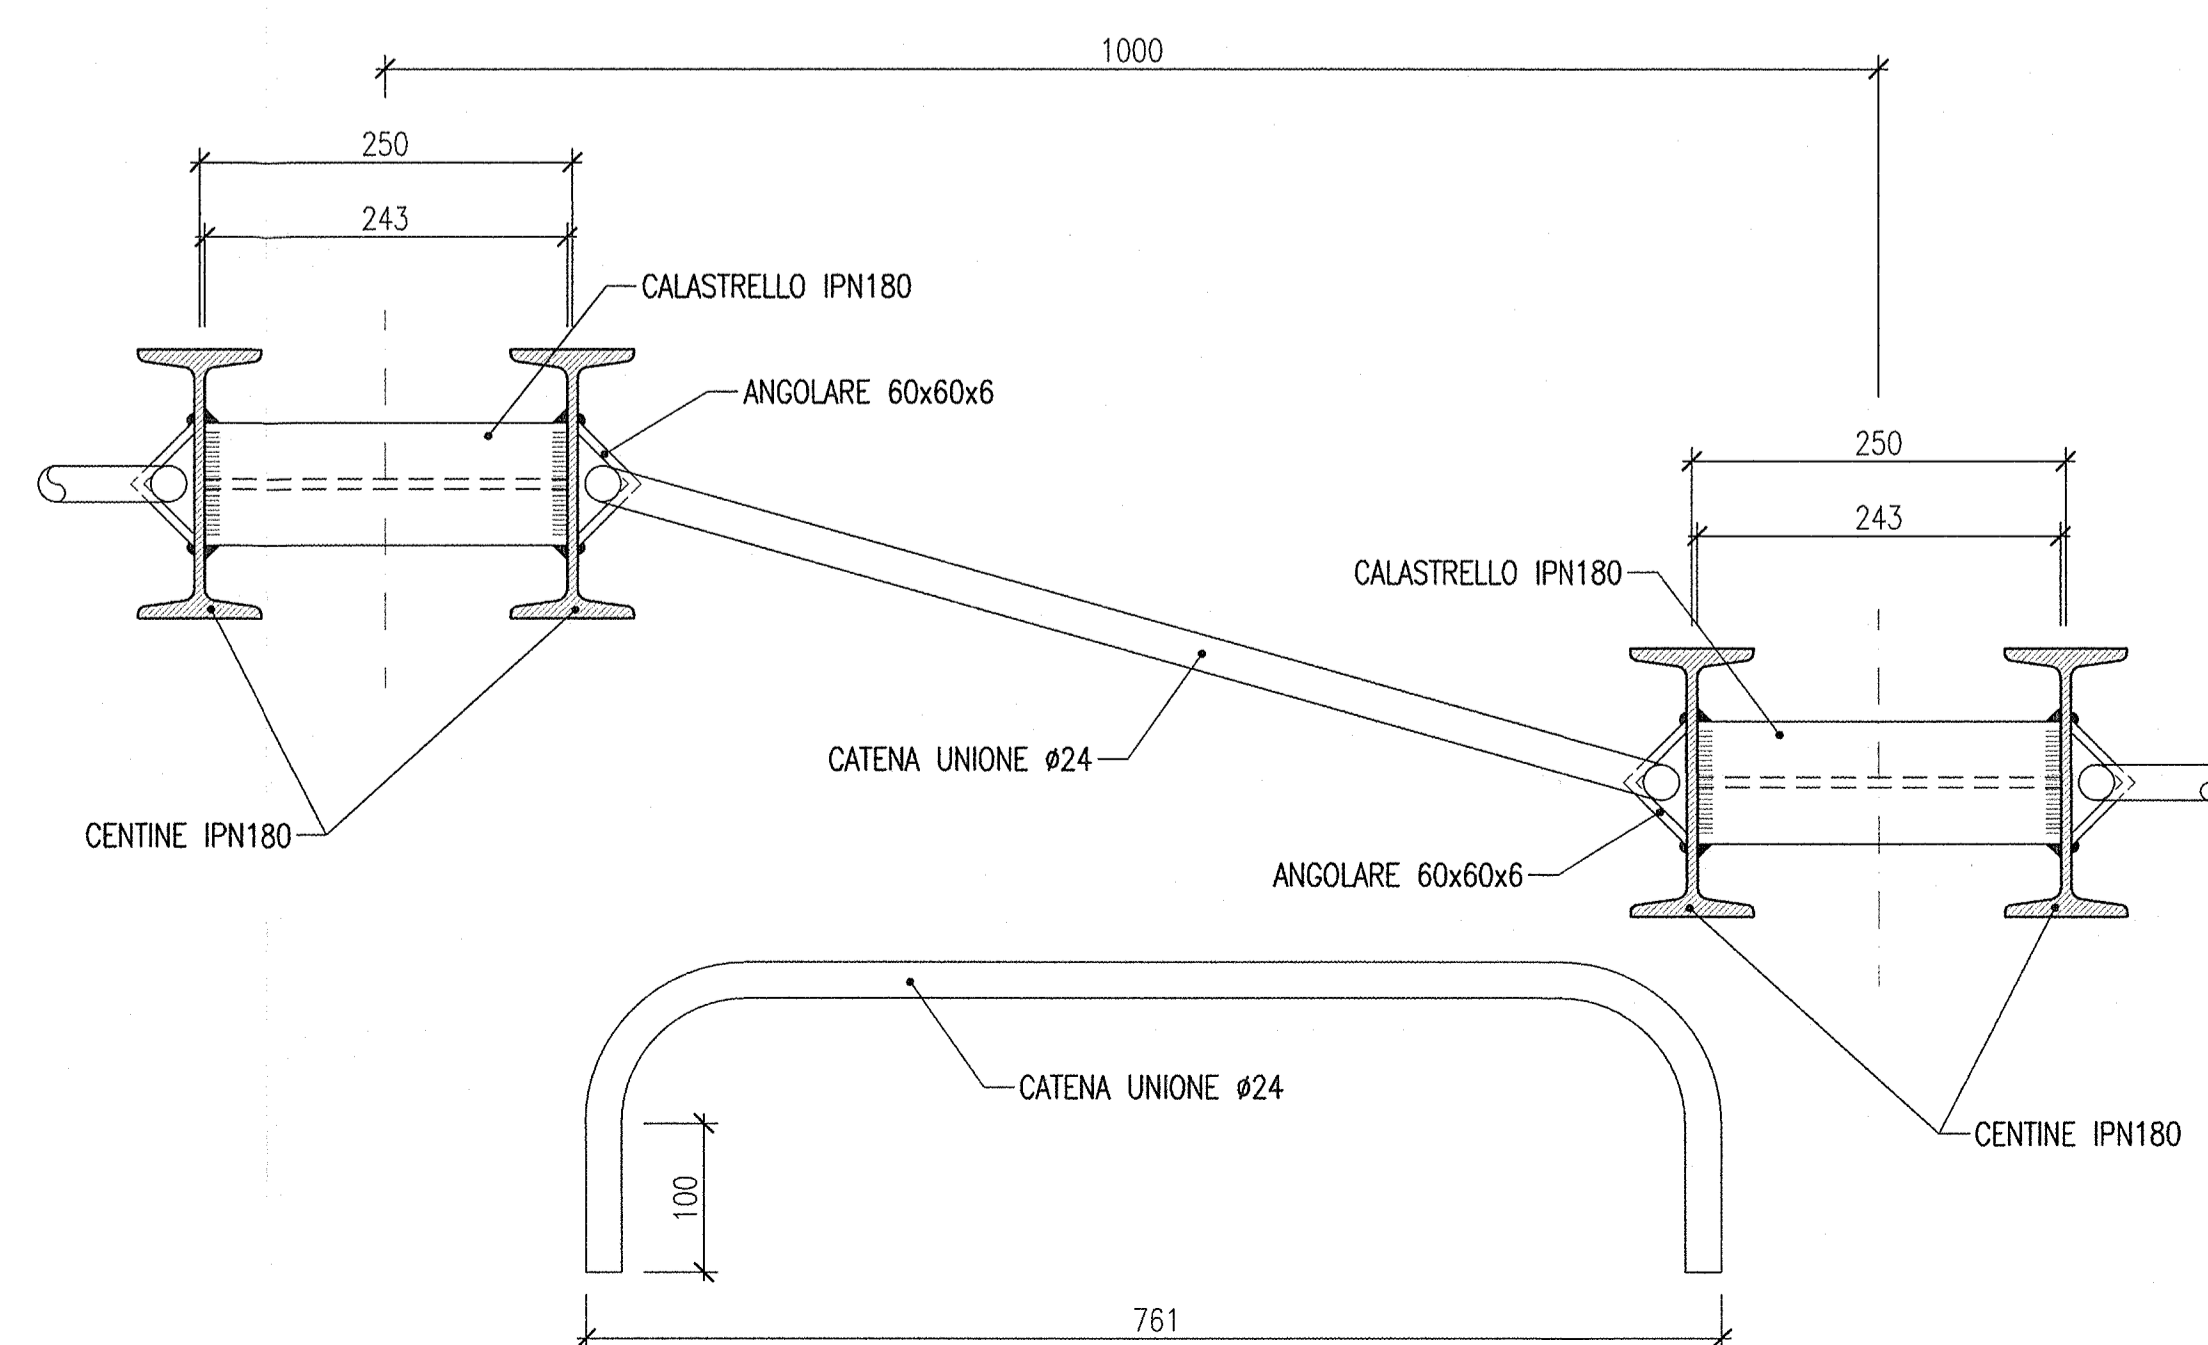 1000
250
243
CALASTRELLO IPN180
ANGOLARE 60x60x6
250
243
CALASTRELLO IPN180
CATENA UNIONE ø24
CENTINE IPN180
ANGOLARE 60x60x6
CATENA UNIONE ø24
CENTINE IPN180
100
761